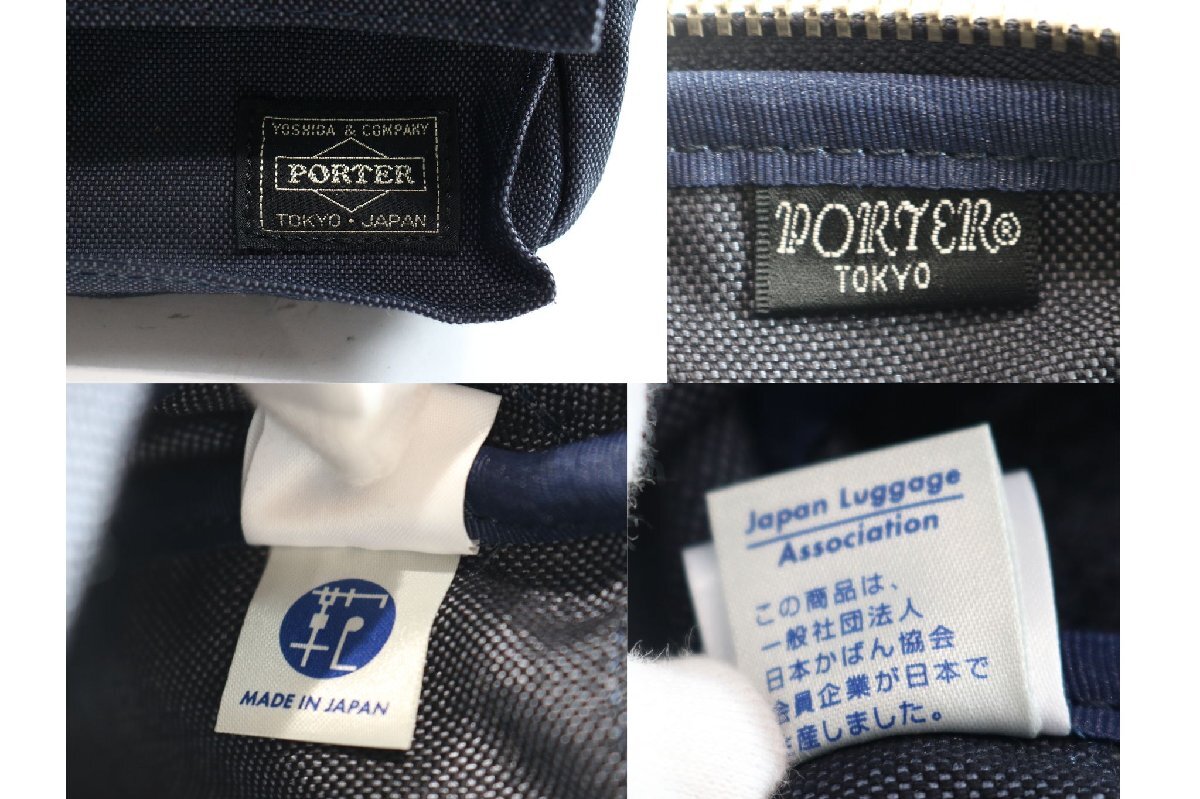 YOSHIDA & COMPANY
PORTER
TOKYO・JAPAN
PORTER®
TOKYO
MADE IN JAPAN
Japan Luggage
Association
この商品は、
一般社団法人
日本かばん協会
会員企業が日本で
産しました。